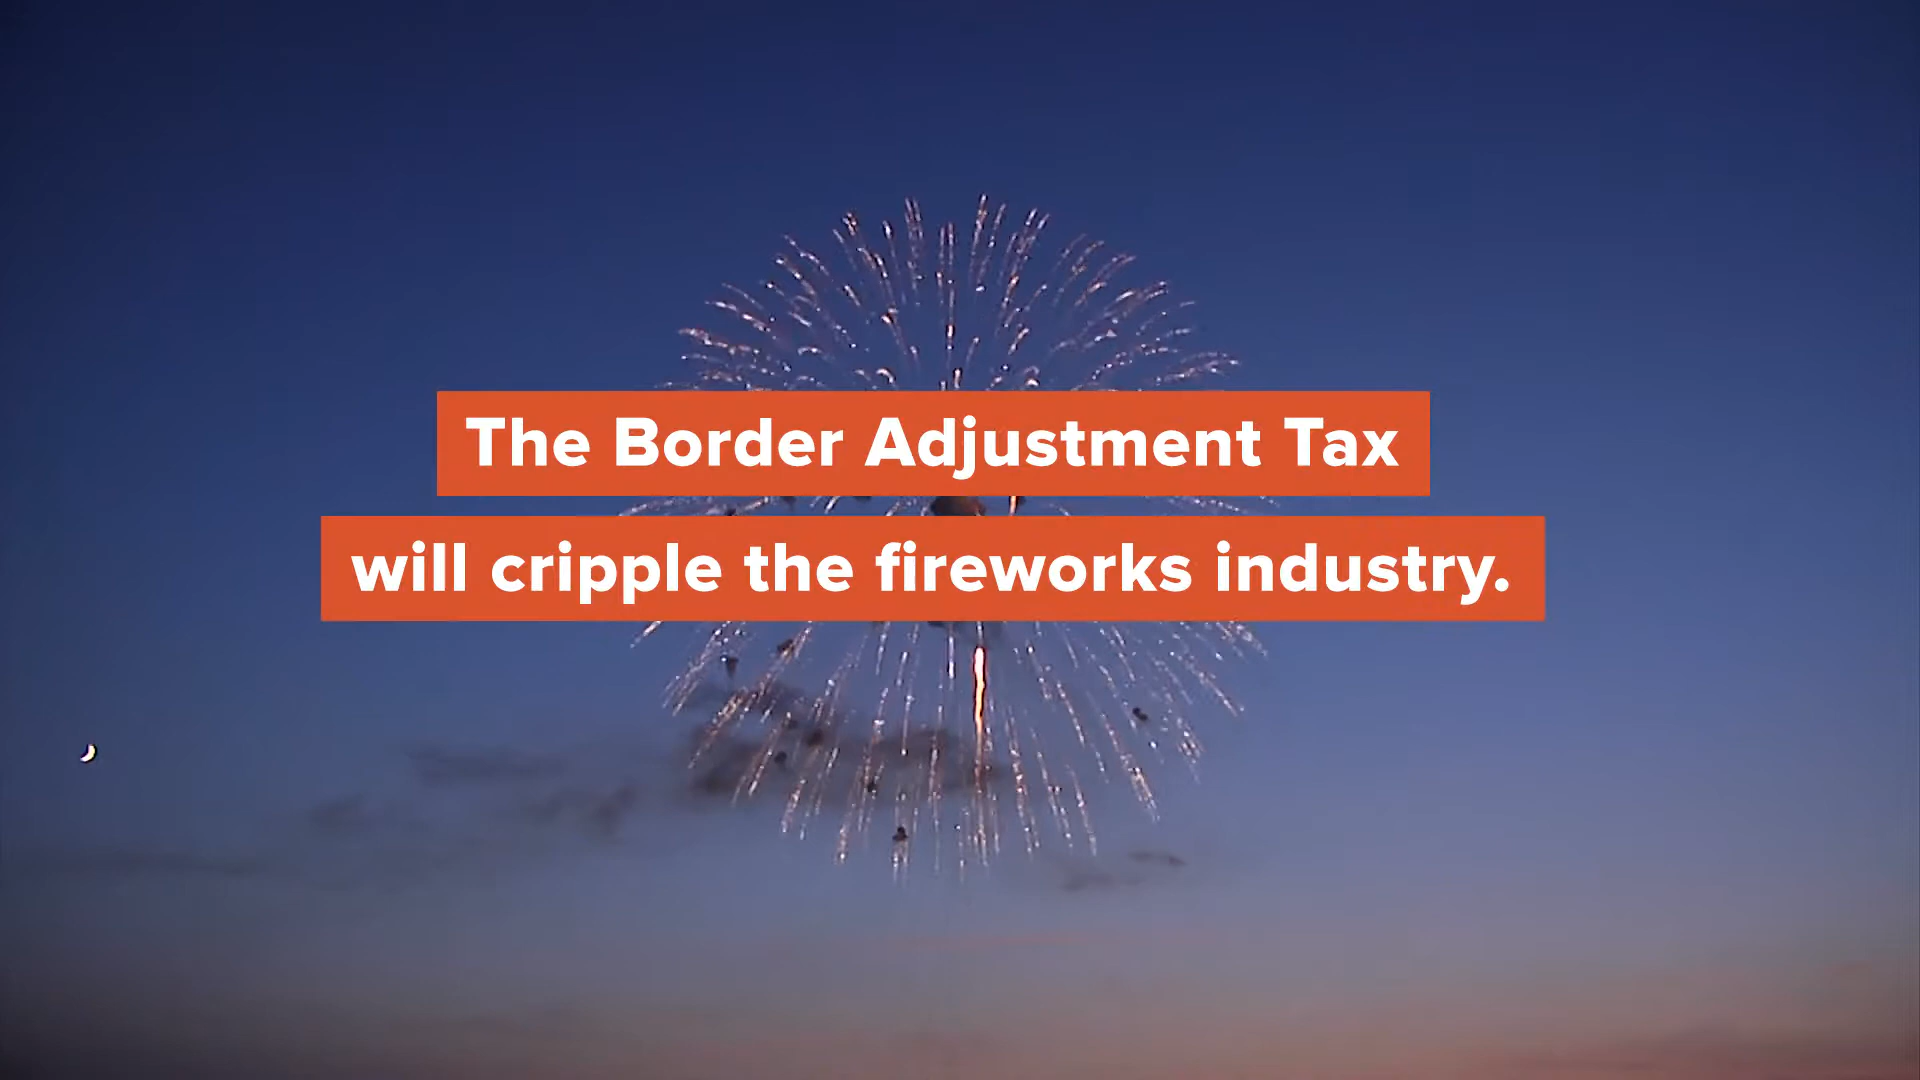 The Border Adjustment Tax
will cripple the fireworks industry.